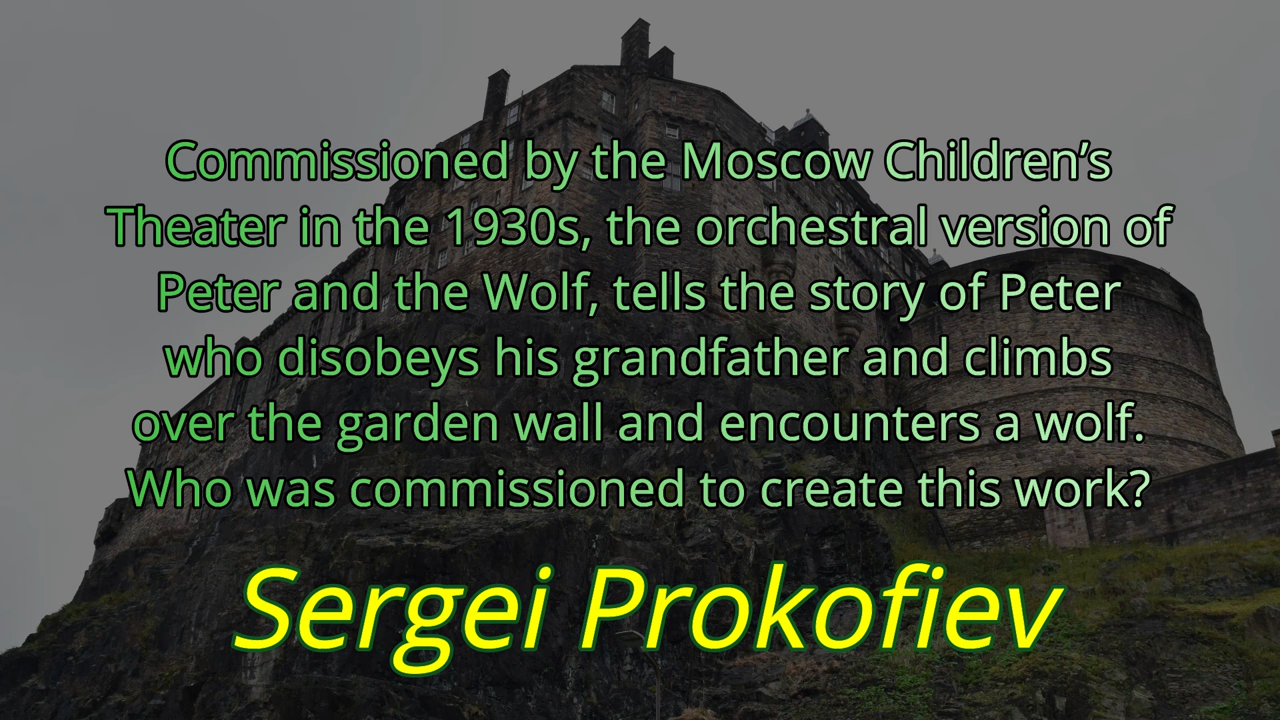 Commissioned by the Moscow Children’s
Theater in the 1930s, the orchestral version of
Peter and the Wolf, tells the story of Peter
who disobeys his grandfather and climbs
over the garden wall and encounters a wolf.
Who was commissioned to create this work?
Sergei Prokofiev